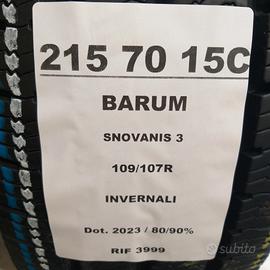 215 70 15C
BARUM
SNOVANIS 3
109/107R
INVERNALI
Dot. 2023 / 80/90%
RIF 3999
subito